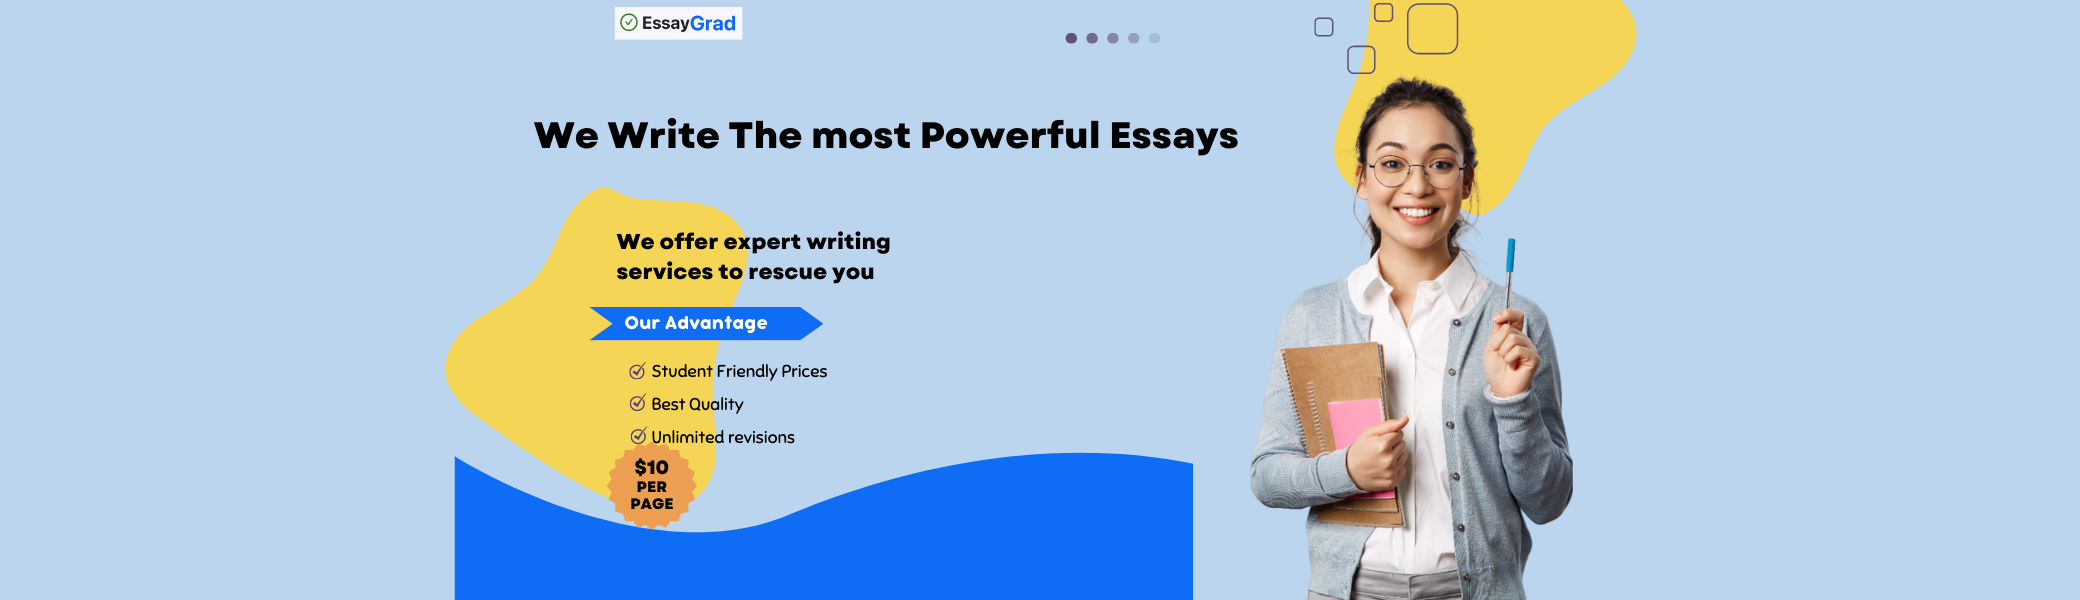 EssayGrad
We Write The most Powerful Essays
We offer expert writing
services to rescue you
Our Advantage
Student Friendly Prices
Best Quality
Unlimited revisions
$10
PER
PAGE